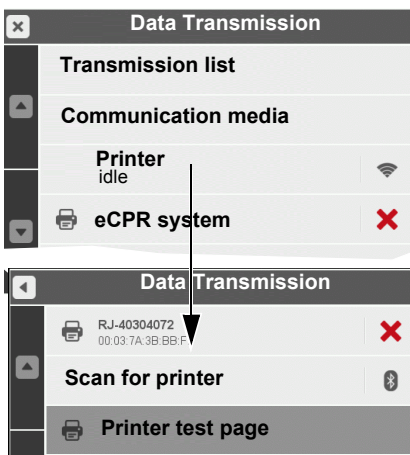 Data Transmission
Transmission list
Communication media
Printer
idle
eCPR system
Data Transmission
RJ-40304072
00:03:7A:3B:BB:F
Scan for printer
Printer test page